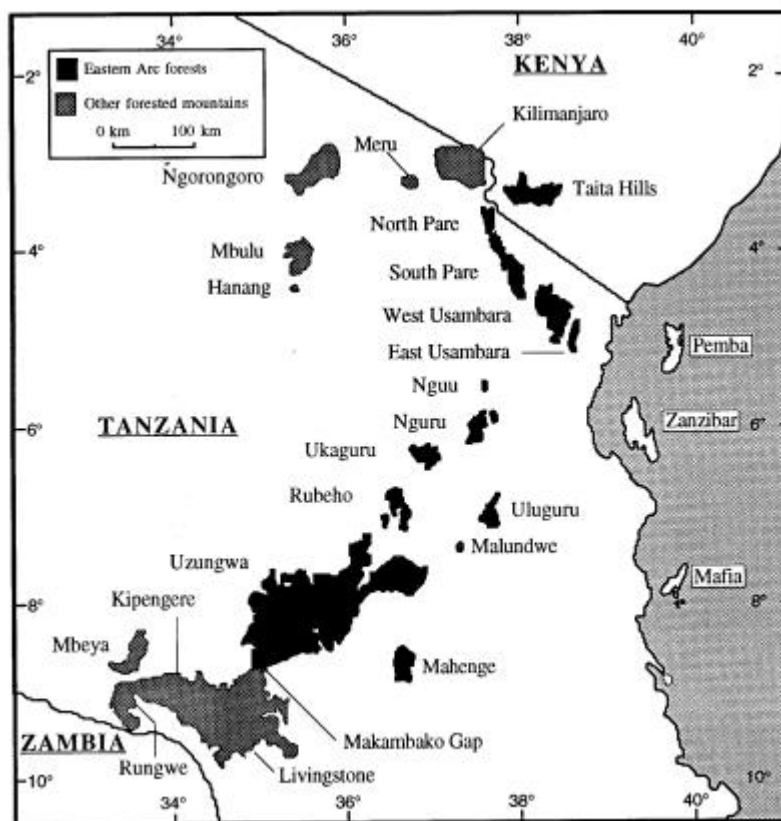 36°
38°
40°
Eastern Arc forests
Other forested mountains
0 km 100 km
KENYA
2°
2°
Kilimanjaro
Meru
Ngorongoro
Taita Hills
North Pare
4°
4°
Mbulu
South Pare
Hanang
West Usambara
East Usambara
Pemba
Nguu
TANZANIA
Nguru
Zanzibar
6°
6°
Ukaguru
Rubeho
Uluguru
Malundwe
Uzungwa
Mafia
Kipengere
8°
8°
Mbeya
Mahenge
Makambako Gap
ZAMBIA
Rungwe
Livingstone
10°
10°
34°
36°
38°
40°